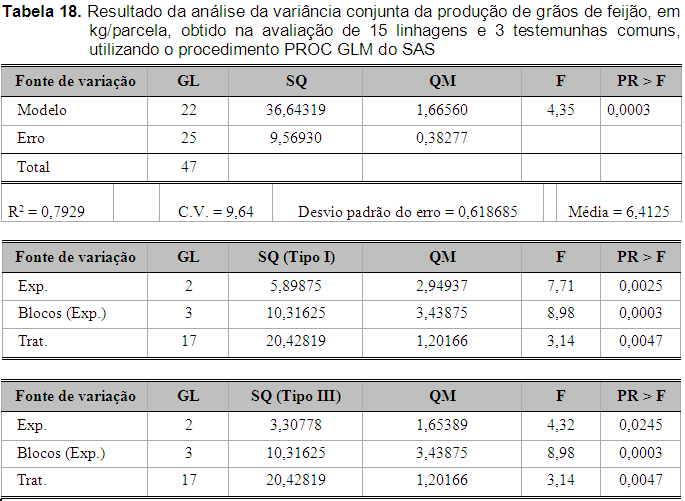 Tabela 18. Resultado da análise da variância conjunta da produção de grãos de feijão, em
kg/parcela, obtido na avaliação de 15 linhagens e 3 testemunhas comuns,
utilizando o procedimento PROC GLM do SAS
Fonte de variação GL SQ QM F PR > F
Modelo 22 36,64319 1,66560 4,35 0,0003
Erro 25 9,56930 0,38277
Total 47
R² = 0,7929 C.V. = 9,64 Desvio padrão do erro = 0,618685 Média = 6,4125
Fonte de variação GL SQ (Tipo I) QM F PR > F
Exp. 2 5,89875 2,94937 7,71 0,0025
Blocos (Exp.) 3 10,31625 3,43875 8,98 0,0003
Trat. 17 20,42819 1,20166 3,14 0,0047
Fonte de variação GL SQ (Tipo III) QM F PR > F
Exp. 2 3,30778 1,65389 4,32 0,0245
Blocos (Exp.) 3 10,31625 3,43875 8,98 0,0003
Trat. 17 20,42819 1,20166 3,14 0,0047